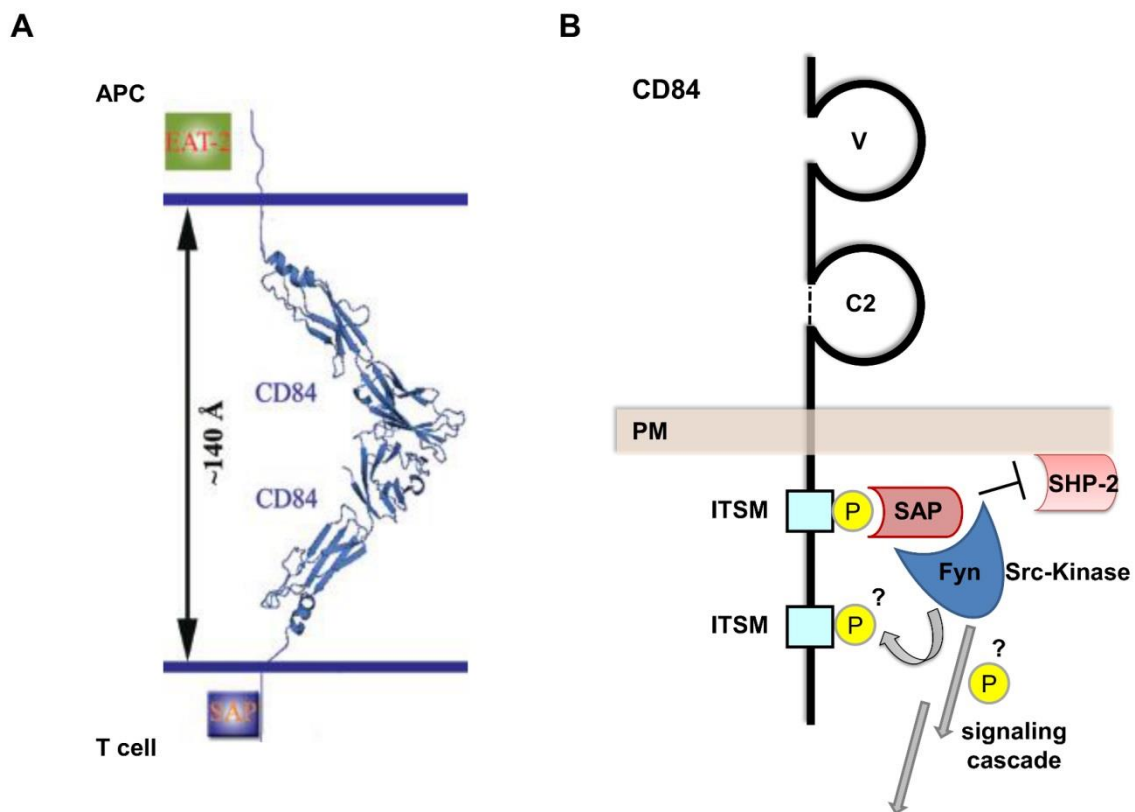 A
APC
EAT-2
~140 Å
CD84
CD84
SAP
T cell
B
CD84
V
C2
PM
ITSM
P
SAP
SHP-2
Fyn
Src-Kinase
ITSM
P
?
?
P
signaling
cascade